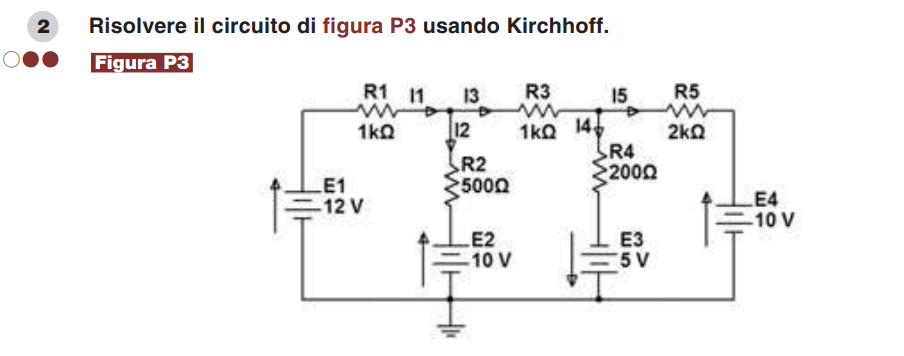 2 Risolvere il circuito di figura P3 usando Kirchhoff.
Figura P3
R1 I1 I3 R3 I5 R5
1kΩ I2 1kΩ I4 2kΩ
R2 R4
500Ω 200Ω
E1 E4
12 V 10 V
E2 E3
10 V 5 V